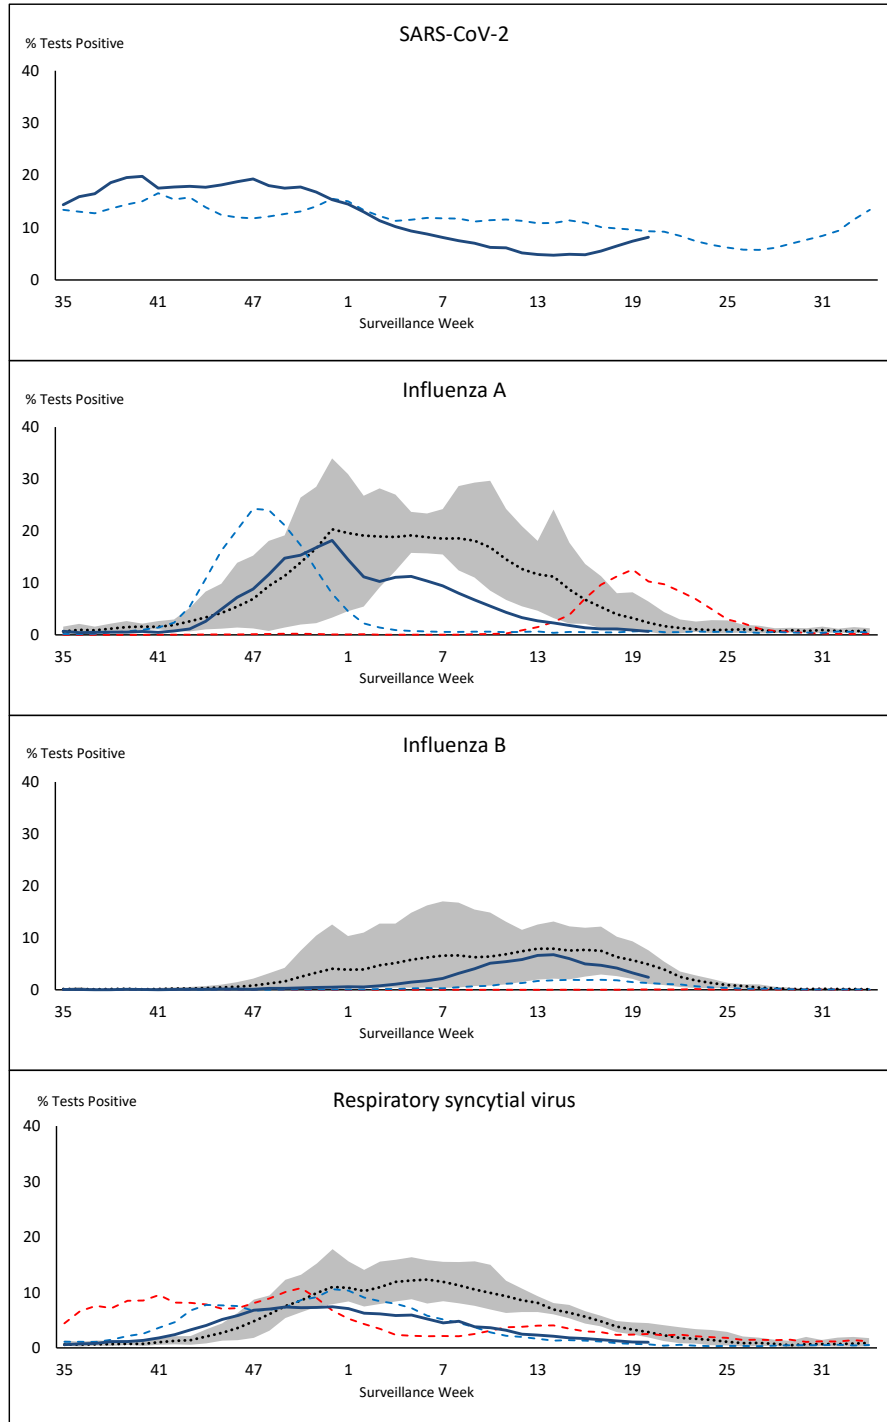 SARS-CoV-2
% Tests Positive
40
30
20
10
0
35 41 47 1 7 13 19 25 31
Surveillance Week
Influenza A
% Tests Positive
40
30
20
10
0
35 41 47 1 7 13 19 25 31
Surveillance Week
Influenza B
% Tests Positive
40
30
20
10
0
35 41 47 1 7 13 19 25 31
Surveillance Week
Respiratory syncytial virus
% Tests Positive
40
30
20
10
0
35 41 47 1 7 13 19 25 31
Surveillance Week